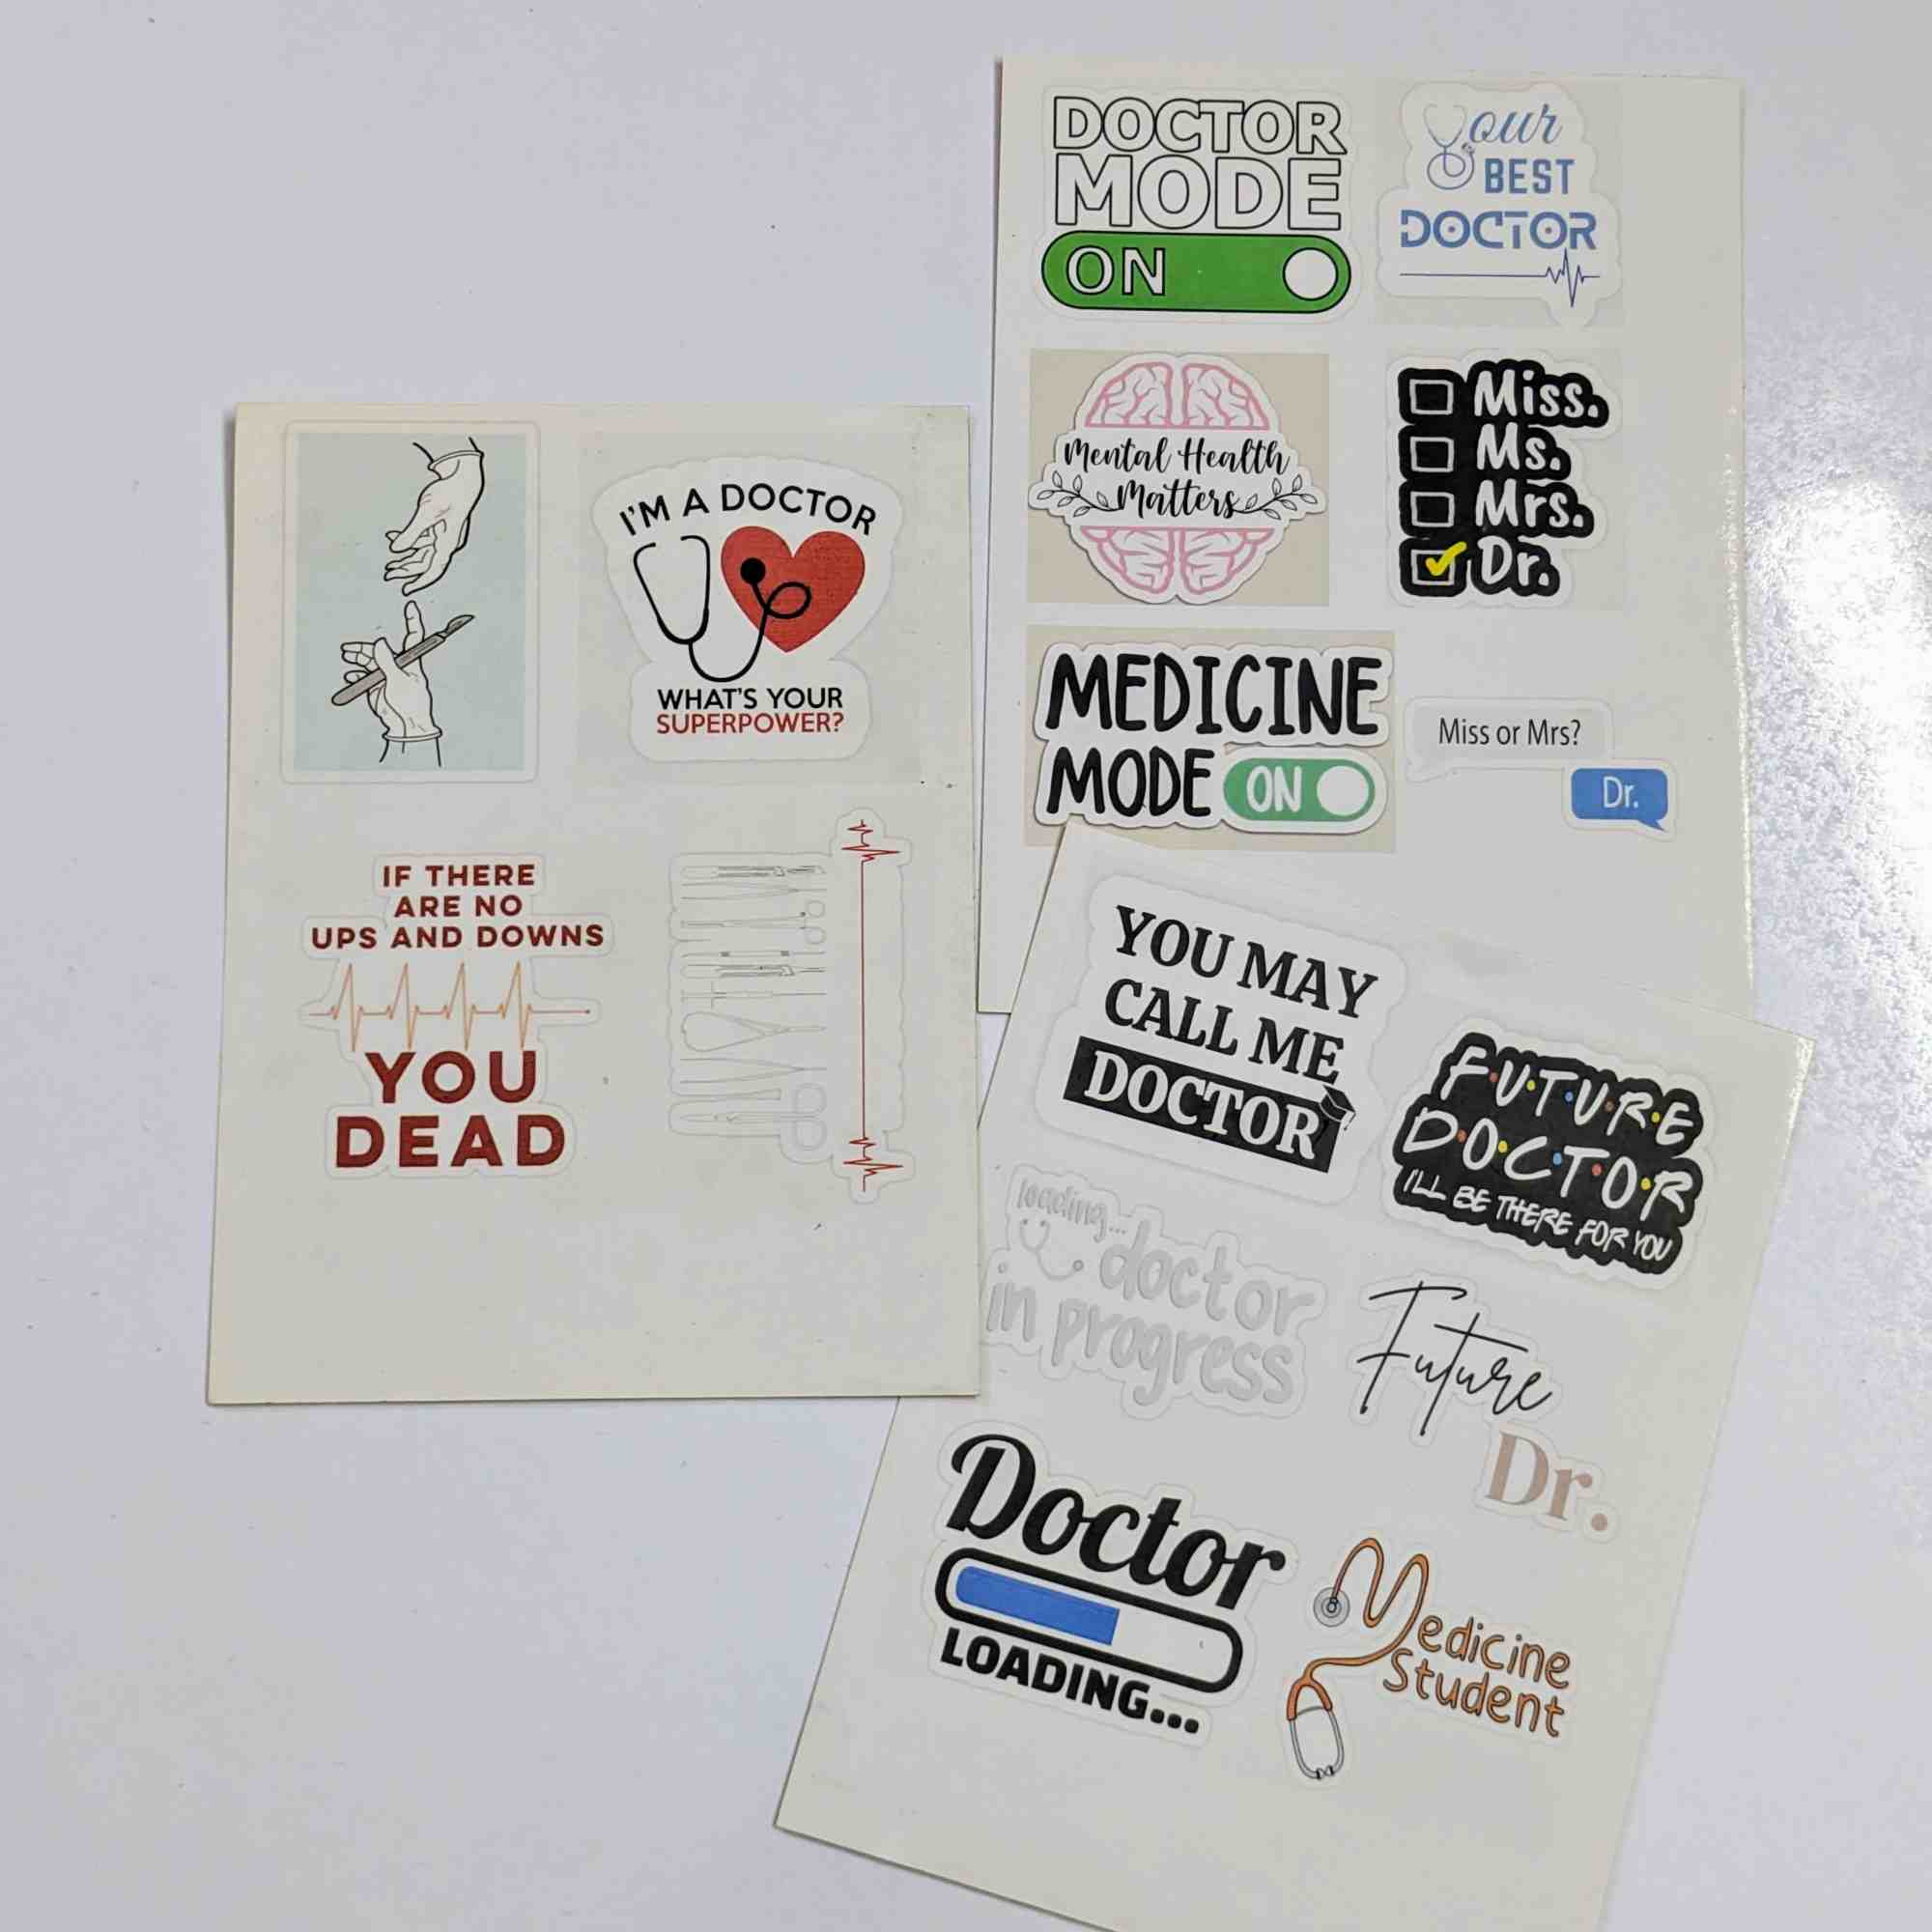 I'M A DOCTOR
WHAT'S YOUR
SUPERPOWER?
IF THERE
ARE NO
UPS AND DOWNS
YOU
DEAD
DOCTOR
MODE
ON
Your
BEST
DOCTOR
Mental Health
Matters
Miss.
Ms.
Mrs.
Dr.
MEDICINE
MODE ON
Miss or Mrs?
Dr.
YOU MAY
CALL ME
DOCTOR
F·U·T·U·R·E
D·O·C·T·O·R
I'LL BE THERE FOR YOU
loading...
doctor
in progress
Future
Dr.
Doctor
LOADING...
Medicine
Student